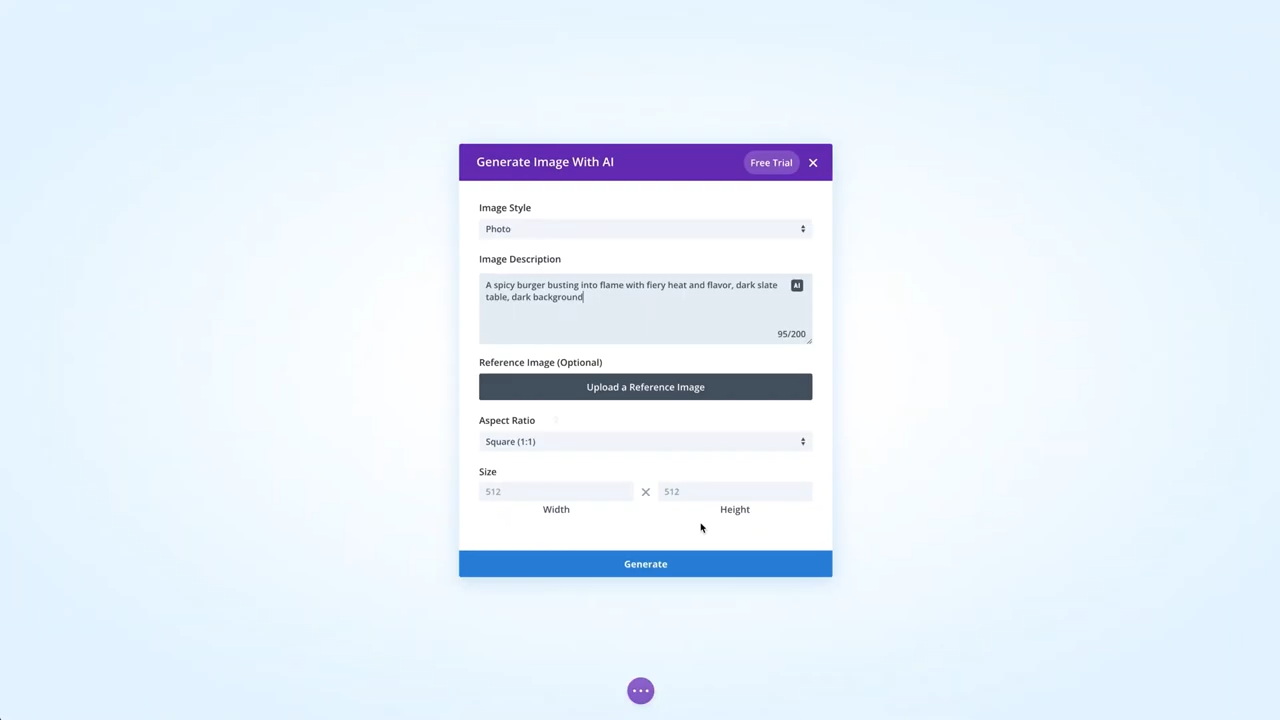 Generate Image With AI
Free Trial
Image Style
Photo
Image Description
A spicy burger busting into flame with fiery heat and flavor, dark slate
table, dark background
AI
95/200
Reference Image (Optional)
Upload a Reference Image
Aspect Ratio
Square (1:1)
Size
512
512
Width
Height
Generate